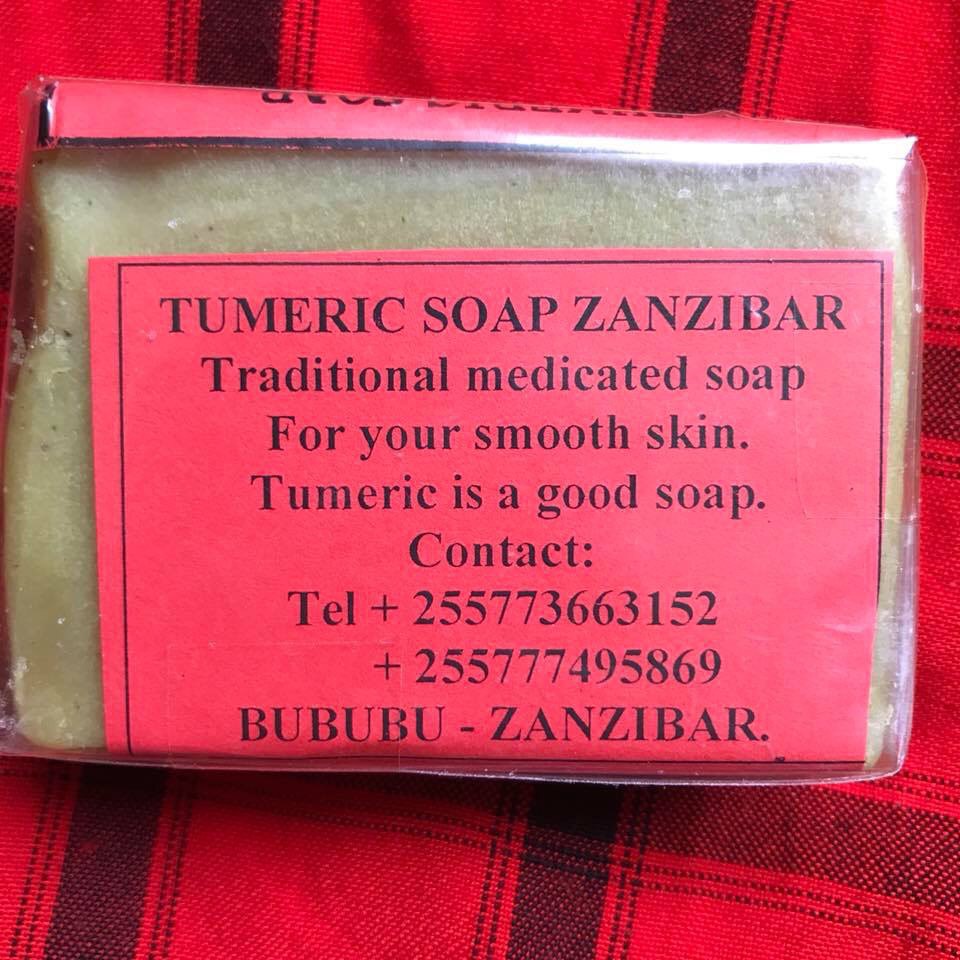 TUMERIC SOAP ZANZIBAR
Traditional medicated soap
For your smooth skin.
Tumeric is a good soap.
Contact:
Tel + 255773663152
+ 255777495869
BUBUBU - ZANZIBAR.